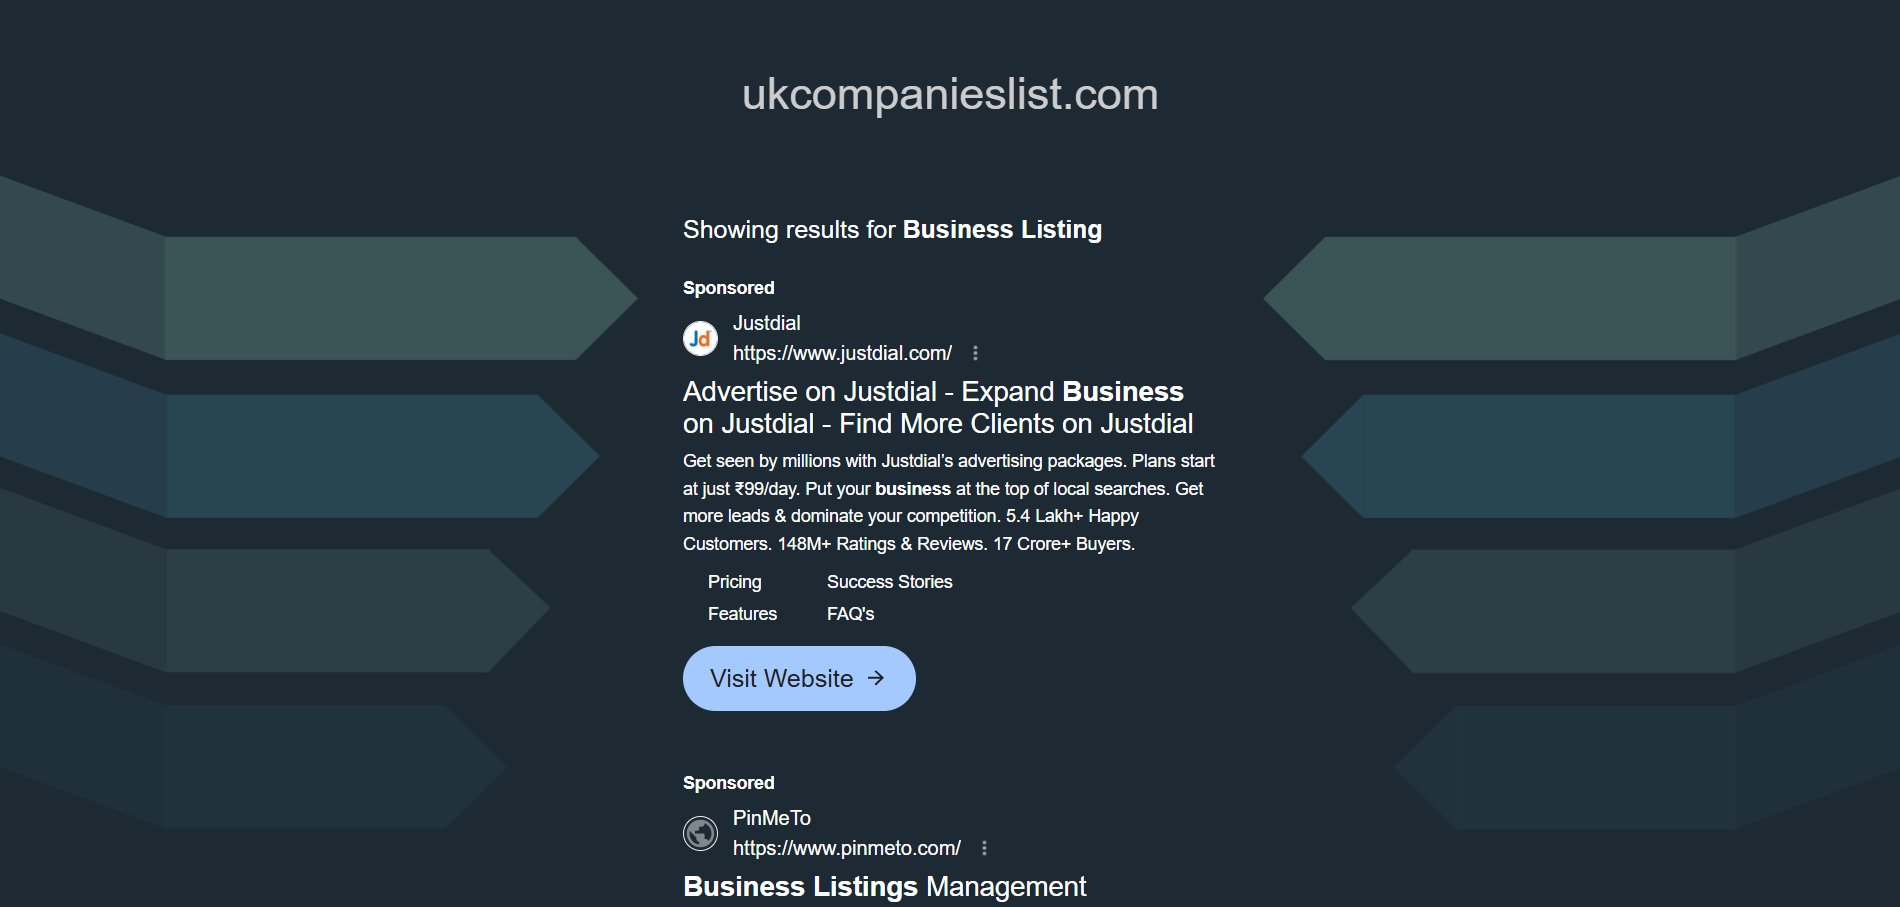 ukcompanieslist.com
Showing results for Business Listing
Sponsored
Jd
Justdial
https://www.justdial.com/
Advertise on Justdial - Expand Business
on Justdial - Find More Clients on Justdial
Get seen by millions with Justdial’s advertising packages. Plans start
at just ₹99/day. Put your business at the top of local searches. Get
more leads & dominate your competition. 5.4 Lakh+ Happy
Customers. 148M+ Ratings & Reviews. 17 Crore+ Buyers.
Pricing Success Stories
Features FAQ's
Visit Website
Sponsored
PinMeTo
https://www.pinmeto.com/
Business Listings Management